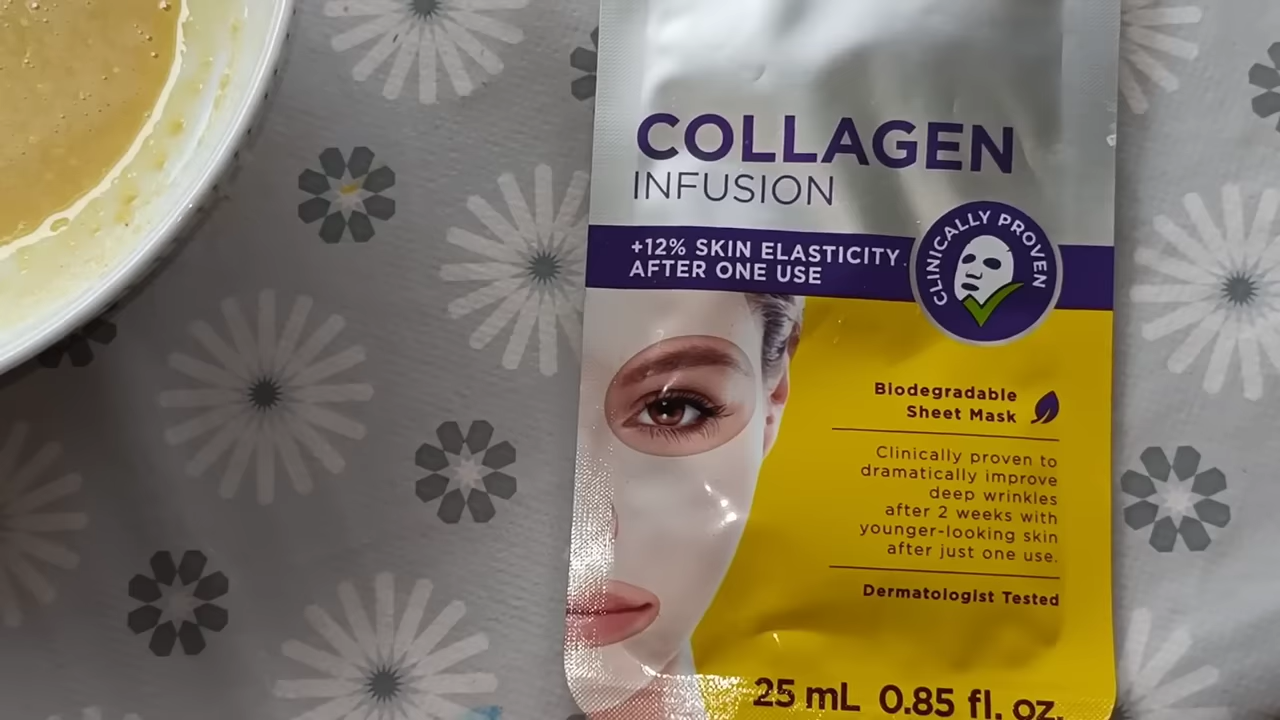 COLLAGEN
INFUSION
+12% SKIN ELASTICITY
AFTER ONE USE
CLINICALLY PROVEN
Biodegradable
Sheet Mask
Clinically proven to
dramatically improve
deep wrinkles
after 2 weeks with
younger-looking skin
after just one use.
Dermatologist Tested
25 mL 0.85 fl. oz.